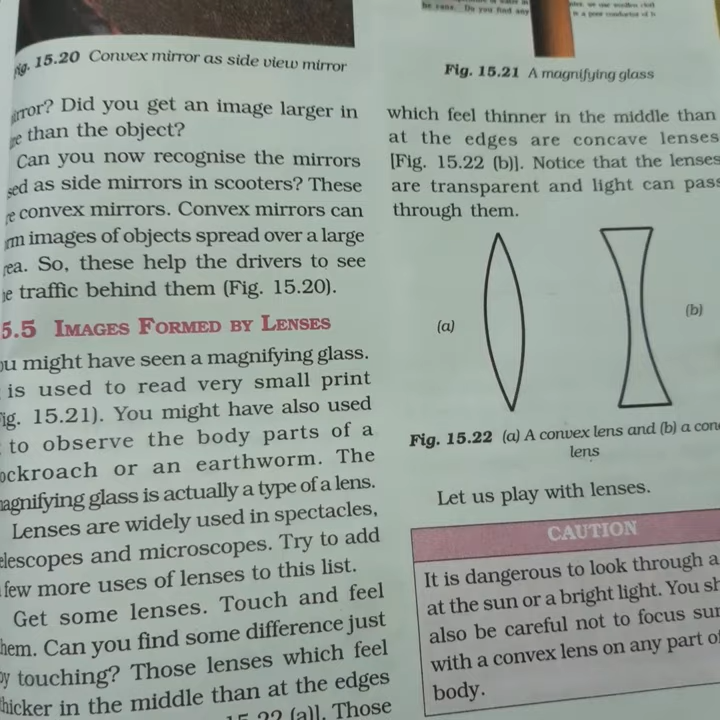 15.20 Convex mirror as side view mirror
Did you get an image larger in
than the object?
Can you now recognise the mirrors
as side mirrors in scooters? These
convex mirrors. Convex mirrors can
images of objects spread over a large
So, these help the drivers to see
traffic behind them (Fig. 15.20).
5.5 IMAGES FORMED BY LENSES
might have seen a magnifying glass.
is used to read very small print
15.21). You might have also used
to observe the body parts of a
or an earthworm. The
glass is actually a type of a lens.
Lenses are widely used in spectacles,
and microscopes. Try to add
few more uses of lenses to this list.
Get some lenses. Touch and feel
Can you find some difference just
touching? Those lenses which feel
in the middle than at the edges
(a)]. Those
Do you find any
Fig. 15.21 A magnifying glass
which feel thinner in the middle than
at the edges are concave lenses
[Fig. 15.22 (b)]. Notice that the lenses
are transparent and light can pass
through them.
(a)
(b)
Fig. 15.22 (a) A convex lens and (b) a
lens
Let us play with lenses.
CAUTION
It is dangerous to look through a
at the sun or a bright light. You
also be careful not to focus
with a convex lens on any part
body.